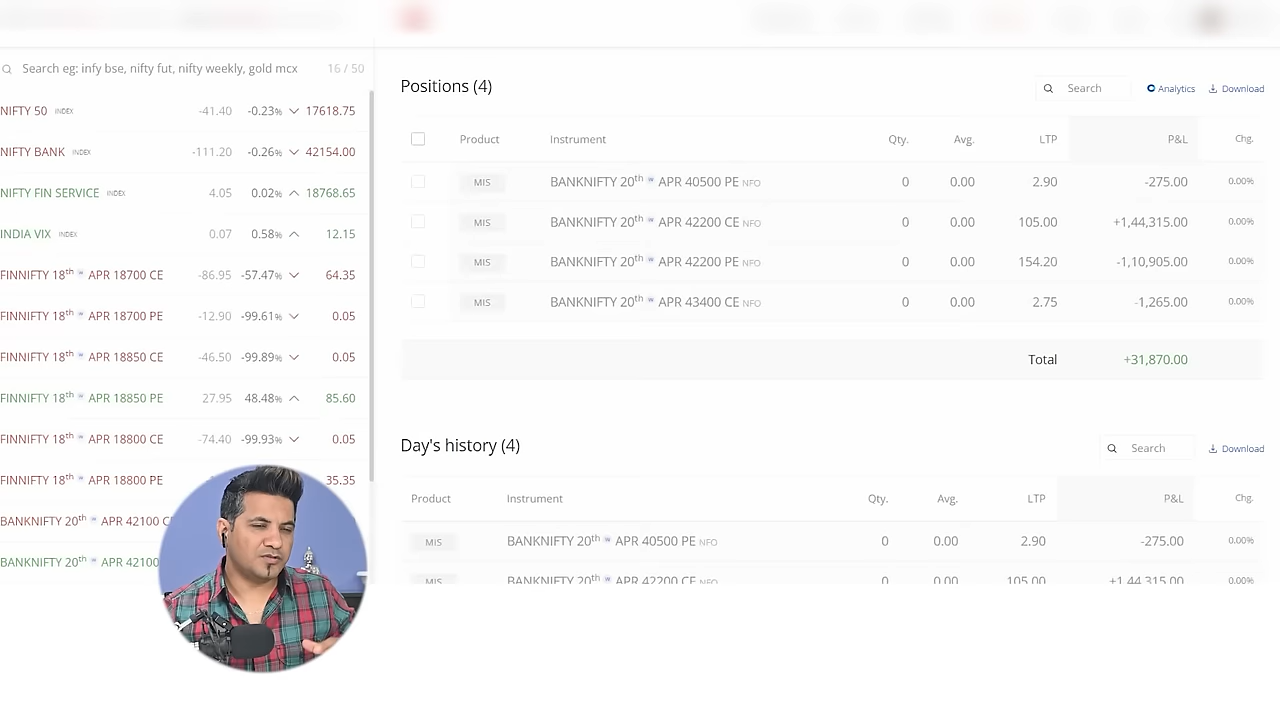 Search eg: infy bse, nifty fut, nifty weekly, gold mcx 16 / 50
NIFTY 50 INDEX -41.40 -0.23% 17618.75
NIFTY BANK INDEX -111.20 -0.26% 42154.00
NIFTY FIN SERVICE INDEX 4.05 0.02% 18768.65
INDIA VIX INDEX 0.07 0.58% 12.15
FINNIFTY 18th w APR 18700 CE -86.95 -57.47% 64.35
FINNIFTY 18th w APR 18700 PE -12.90 -99.61% 0.05
FINNIFTY 18th w APR 18850 CE -46.50 -99.89% 0.05
FINNIFTY 18th w APR 18850 PE 27.95 48.48% 85.60
FINNIFTY 18th w APR 18800 CE -74.40 -99.93% 0.05
FINNIFTY 18th w APR 18800 PE 35.35
BANKNIFTY 20th w APR 42100 C
BANKNIFTY 20th w APR 42100
Positions (4)
Search Analytics Download
Product Instrument Qty. Avg. LTP P&L Chg.
MIS BANKNIFTY 20th w APR 40500 PE NFO 0 0.00 2.90 -275.00 0.00%
MIS BANKNIFTY 20th w APR 42200 CE NFO 0 0.00 105.00 +1,44,315.00 0.00%
MIS BANKNIFTY 20th w APR 42200 PE NFO 0 0.00 154.20 -1,10,905.00 0.00%
MIS BANKNIFTY 20th w APR 43400 CE NFO 0 0.00 2.75 -1,265.00 0.00%
Total +31,870.00
Day's history (4)
Search Download
Product Instrument Qty. Avg. LTP P&L Chg.
MIS BANKNIFTY 20th w APR 40500 PE NFO 0 0.00 2.90 -275.00 0.00%
MIS BANKNIFTY 20th w APR 42200 CE NFO 0 0.00 105.00 +1,44,315.00 0.00%